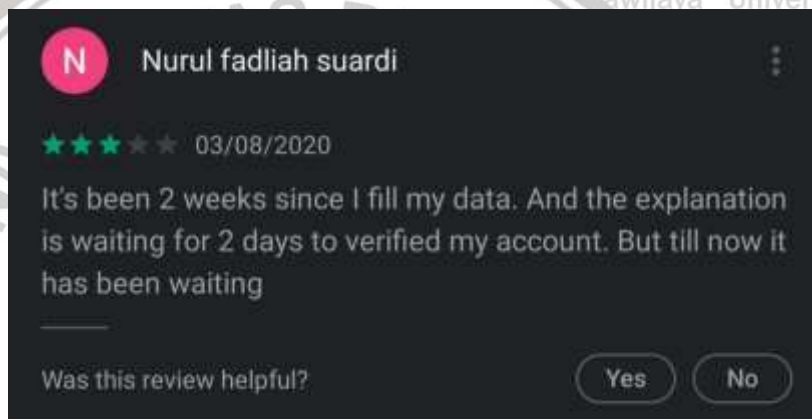 N
Nurul fadliah suardi
03/08/2020
It's been 2 weeks since I fill my data. And the explanation
is waiting for 2 days to verified my account. But till now it
has been waiting
Was this review helpful?
Yes
No